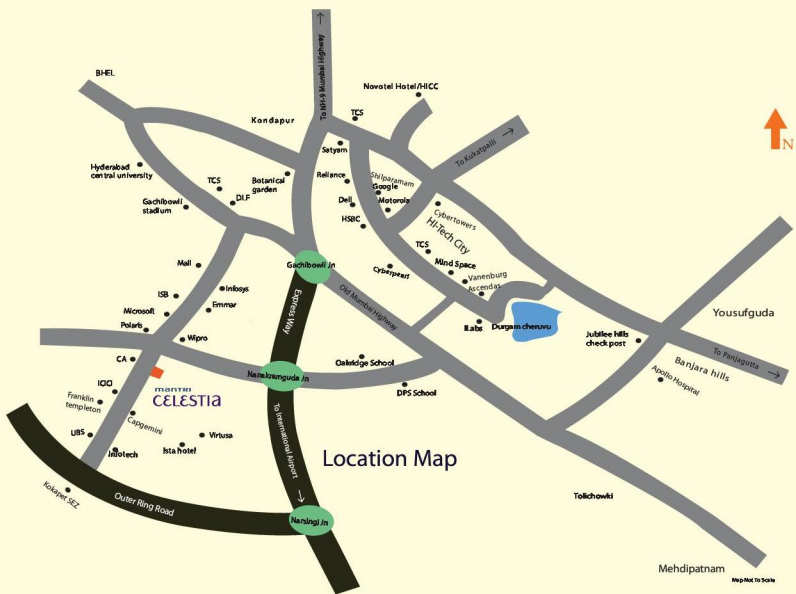 BHEL
To NH-9 Mumbai Highway
Novotel Hotel/HICC
TCS
Kondapur
N
To Kukatpalli
Satyam
Hyderabad
central university
TCS
Botanical
garden
Reliance
Shilparamam
Google
DLF
Gachibowli
stadium
Dell
Motorola
HSBC
Cybertowers
HI-Tech City
TCS
Mall
Gachibowli Jn
Cyberpearl
Mind Space
Vanenburg
Ascendas
ISB
Infosys
Emmar
Express Way
Old Mumbai Highway
Microsoft
Polaris
Yousufguda
Wipro
ILabs
Durgam cheruvu
Jubilee hills
check post
To Panjagutta
Banjara hills
CA
Oakridge School
Apollo Hospital
Nanakramguda Jn
mantri
CELESTIA
ICICI
Franklin
templeton
DPS School
Capgemini
To International Airport
UBS
Infotech
Ista hotel
Virtusa
Location Map
Kokapet SEZ
Outer Ring Road
Narsingi Jn
Tolichowki
Mehdipatnam
Map Not To Scale